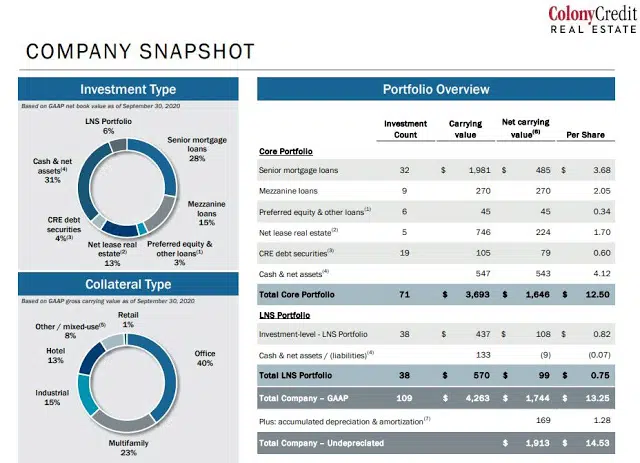 ColonyCredit
REAL ESTATE
COMPANY SNAPSHOT
Investment Type
Based on GAAP net book value as of September 30, 2020
LNS Portfolio
6%
Senior mortgage
loans
28%
Cash & net
assets(4)
31%
Mezzanine
loans
15%
CRE debt
securities
4%(3)
Net lease real
estate(2)
13%
Preferred equity &
other loans(1)
3%
Collateral Type
Based on GAAP gross carrying value as of September 30, 2020
Retail
1%
Other / mixed-use(5)
8%
Hotel
13%
Office
40%
Industrial
15%
Multifamily
23%
Portfolio Overview
Investment Count Carrying value Net carrying value(6) Per Share
Core Portfolio
Senior mortgage loans 32 $ 1,981 $ 485 $ 3.68
Mezzanine loans 9 270 270 2.05
Preferred equity & other loans(1) 6 45 45 0.34
Net lease real estate(2) 5 746 224 1.70
CRE debt securities(3) 19 105 79 0.60
Cash & net assets(4) 547 543 4.12
Total Core Portfolio 71 $ 3,693 $ 1,646 $ 12.50
LNS Portfolio
Investment-level - LNS Portfolio 38 $ 437 $ 108 $ 0.82
Cash & net assets / (liabilities)(4) 133 (9) (0.07)
Total LNS Portfolio 38 $ 570 $ 99 $ 0.75
Total Company – GAAP 109 $ 4,263 $ 1,744 $ 13.25
Plus: accumulated depreciation & amortization(7) 169 1.28
Total Company – Undepreciated $ 1,913 $ 14.53